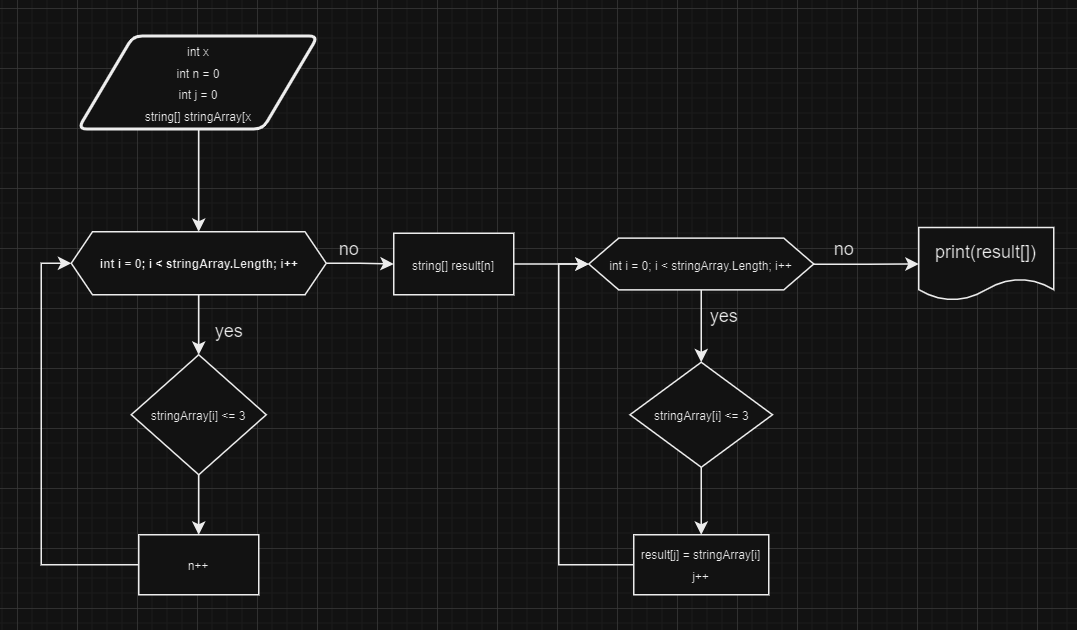 int x
int n = 0
int j = 0
string[] stringArray[x
int i = 0; i < stringArray.Length; i++
no
string[] result[n]
int i = 0; i < stringArray.Length; i++
no
print(result[])
yes
yes
stringArray[i] <= 3
stringArray[i] <= 3
n++
result[j] = stringArray[i]
j++